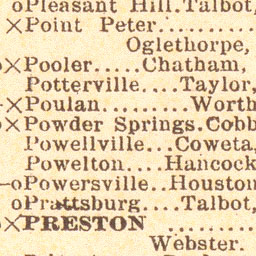 oPleasant Hill.Talbot,
×Point Peter..........
Oglethorpe,
o×Pooler.....Chatham,
Potterville....Taylor,
-×Poulan.........Worth
o×Powder Springs.Cobb
Powellville...Coweta,
Powelton....Hancock
-oPowersville..Houston
oPrattsburg....Talbot,
o×PRESTON ..........
Webster.